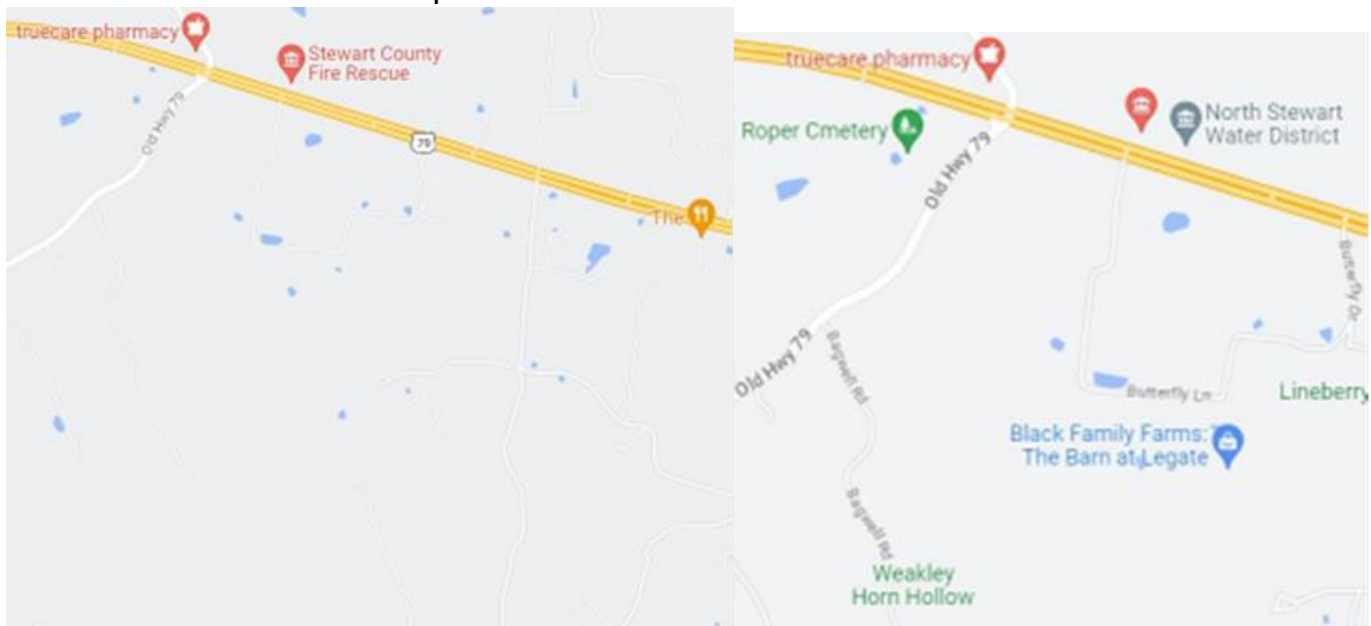 truecare pharmacy
Stewart County
Fire Rescue
Old Hwy 79
79
The
truecare pharmacy
Roper Cmetery
North Stewart
Water District
Old Hwy 79
Old Hwy 79
Butterfly Dr
Bagwell Rd
Butterfly Ln
Lineberry
Black Family Farms:
The Barn at Legate
Bagwell Rd
Weakley
Horn Hollow